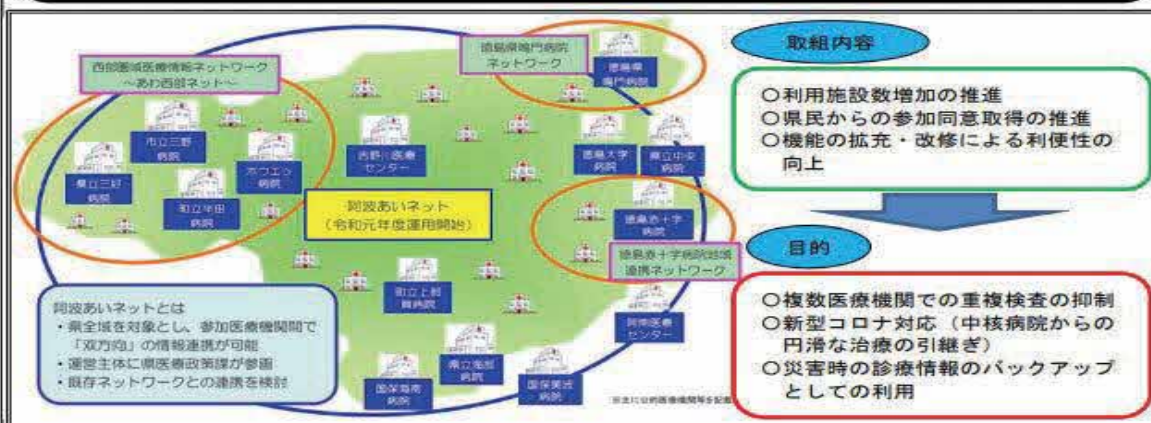 西部圏域医療情報ネットワーク
～あわ西部ネット～
徳島県鳴門病院
ネットワーク
徳島県
鳴門病院
市立三野
病院
ホウエツ
病院
県立三好
病院
町立半田
病院
吉野川医療
センター
徳島大学
病院
県立中央
病院
阿波あいネット
（令和元年度運用開始）
徳島赤十字
病院
徳島赤十字病院地域
連携ネットワーク
町立上那
賀病院
阿南医療
センター
県立海部
病院
国保海南
病院
国保美波
病院
阿波あいネットとは
・県全域を対象とし、参加医療機関間で
「双方向」の情報連携が可能
・運営主体に県医療政策課が参画
・既存ネットワークとの連携を検討
※主に公的医療機関等を記載
取組内容
○利用施設数増加の推進
○県民からの参加同意取得の推進
○機能の拡充・改修による利便性の
向上
目的
○複数医療機関での重複検査の抑制
○新型コロナ対応（中核病院からの
円滑な治療の引継ぎ）
○災害時の診療情報のバックアップ
としての利用